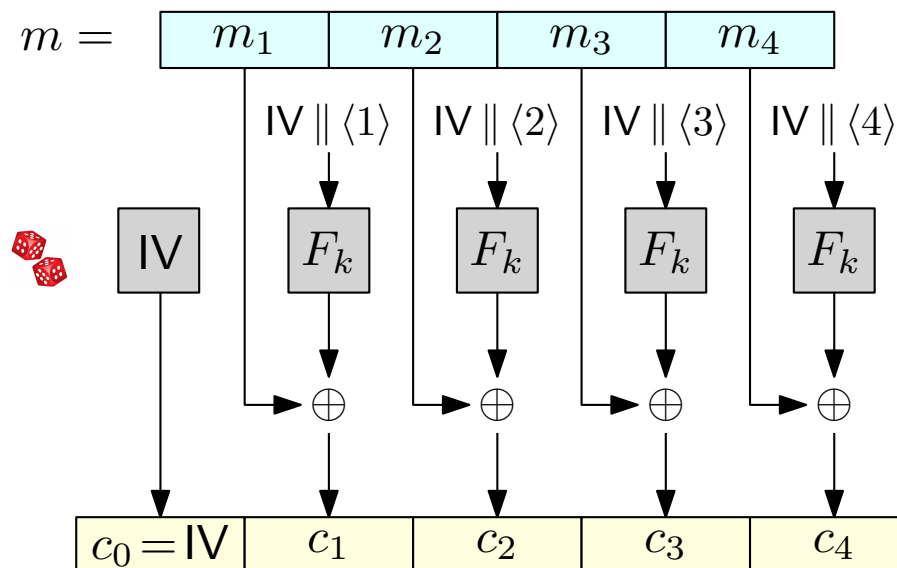 m = m₁ m₂ m₃ m₄
IV ∥ ⟨1⟩ IV ∥ ⟨2⟩ IV ∥ ⟨3⟩ IV ∥ ⟨4⟩
IV Fₖ Fₖ Fₖ Fₖ
⊕ ⊕ ⊕ ⊕
c₀ = IV c₁ c₂ c₃ c₄